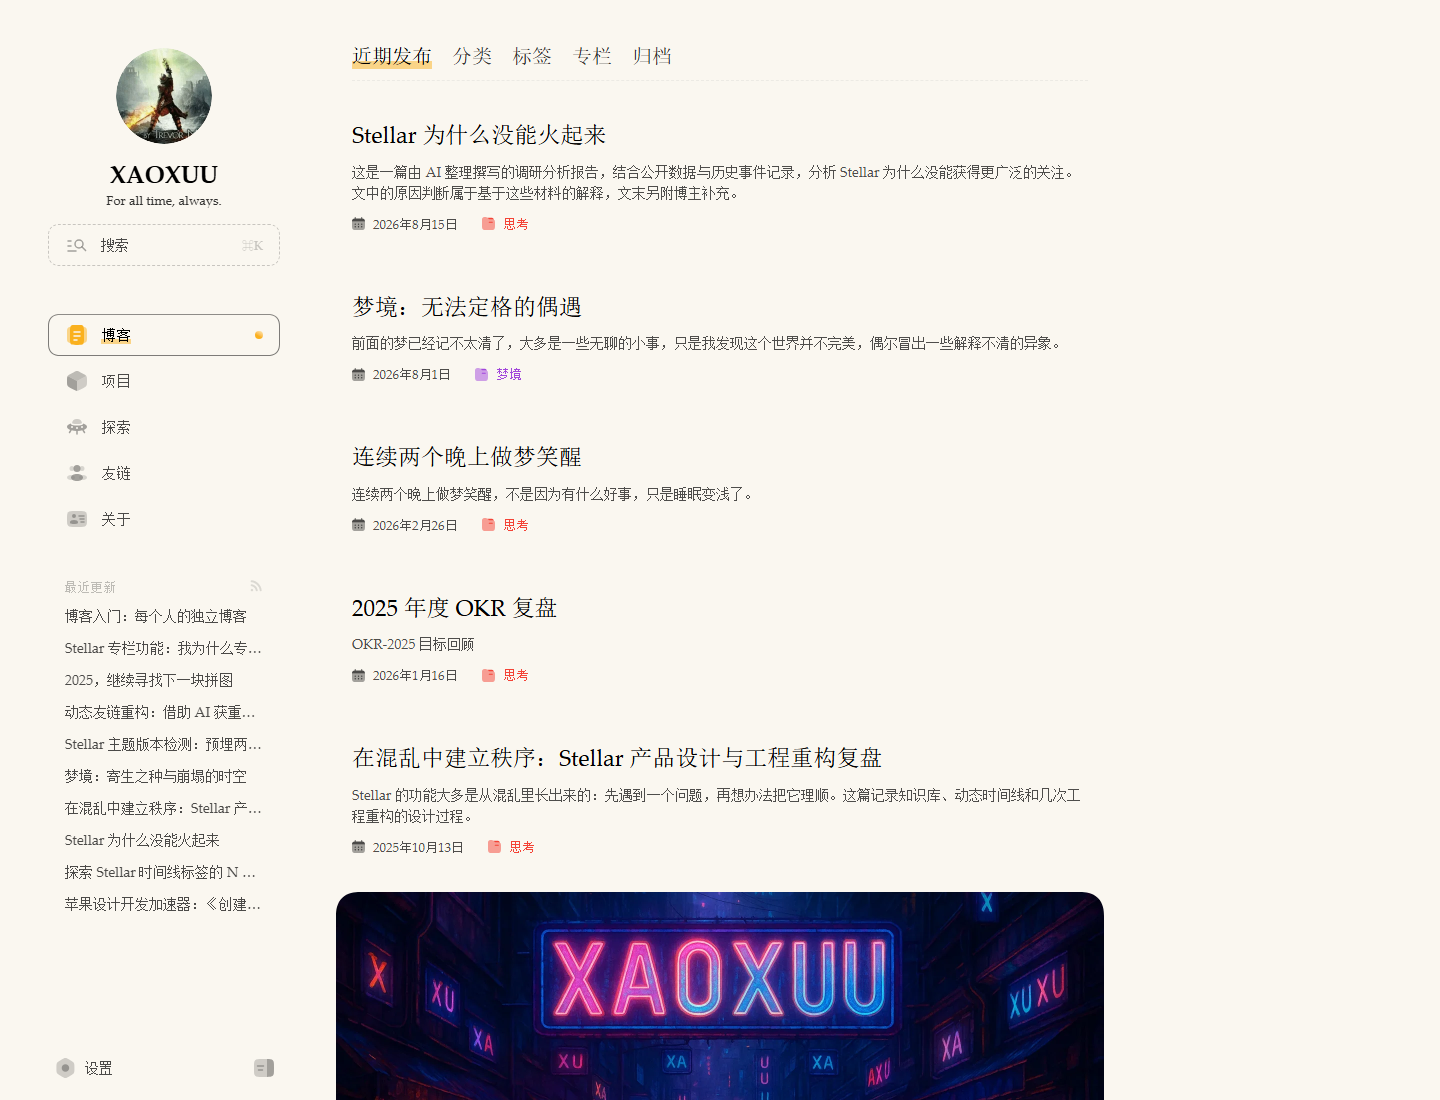 BY TREVOR
XAOXUU
For all time, always.
搜索
⌘K
博客
项目
探索
友链
关于
最近更新
博客入门：每个人的独立博客
Stellar 专栏功能：我为什么专...
2025，继续寻找下一块拼图
动态友链重构：借助 AI 获重...
Stellar 主题版本检测：预埋两...
梦境：寄生之种与崩塌的时空
在混乱中建立秩序：Stellar 产...
Stellar 为什么没能火起来
探索 Stellar 时间线标签的 N ...
苹果设计开发加速器：《创建...
设置
近期发布 分类 标签 专栏 归档
Stellar 为什么没能火起来
这是一篇由 AI 整理撰写的调研分析报告，结合公开数据与历史事件记录，分析 Stellar 为什么没能获得更广泛的关注。
文中的原因判断属于基于这些材料的解释，文末另附博主补充。
2026年8月15日 思考
梦境：无法定格的偶遇
前面的梦已经记不太清了，大多是一些无聊的小事，只是我发现这个世界并不完美，偶尔冒出一些解释不清的异象。
2026年8月1日 梦境
连续两个晚上做梦笑醒
连续两个晚上做梦笑醒，不是因为有什么好事，只是睡眠变浅了。
2026年2月26日 思考
2025 年度 OKR 复盘
OKR-2025 目标回顾
2026年1月16日 思考
在混乱中建立秩序：Stellar 产品设计与工程重构复盘
Stellar 的功能大多是从混乱里长出来的：先遇到一个问题，再想办法把它理顺。这篇记录知识库、动态时间线和几次工
程重构的设计过程。
2025年10月13日 思考
X
XAOXUU
X
XU
XU XU
XA
XA
XU
XA
UU
XA
AXU
XA